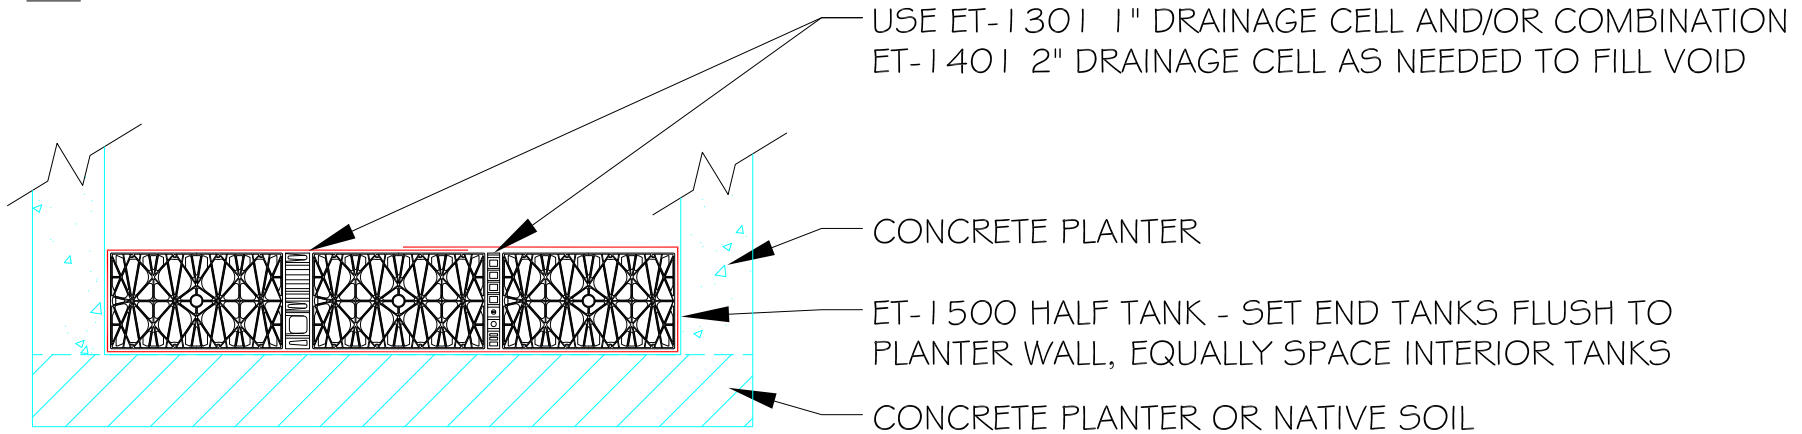 USE ET-1301 1" DRAINAGE CELL AND/OR COMBINATION
ET-1401 2" DRAINAGE CELL AS NEEDED TO FILL VOID
CONCRETE PLANTER
ET-1500 HALF TANK - SET END TANKS FLUSH TO
PLANTER WALL, EQUALLY SPACE INTERIOR TANKS
CONCRETE PLANTER OR NATIVE SOIL